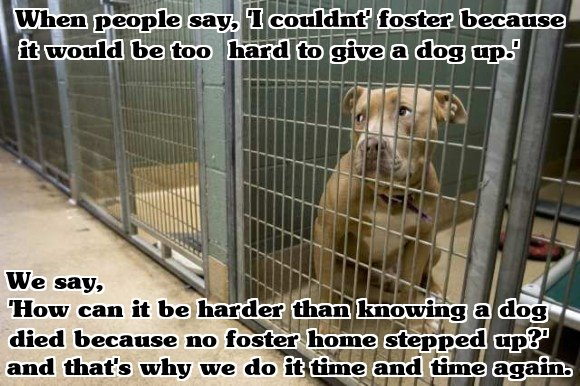 When people say, 'I couldnt' foster because
it would be too hard to give a dog up.'
We say,
'How can it be harder than knowing a dog
died because no foster home stepped up?'
and that's why we do it time and time again.